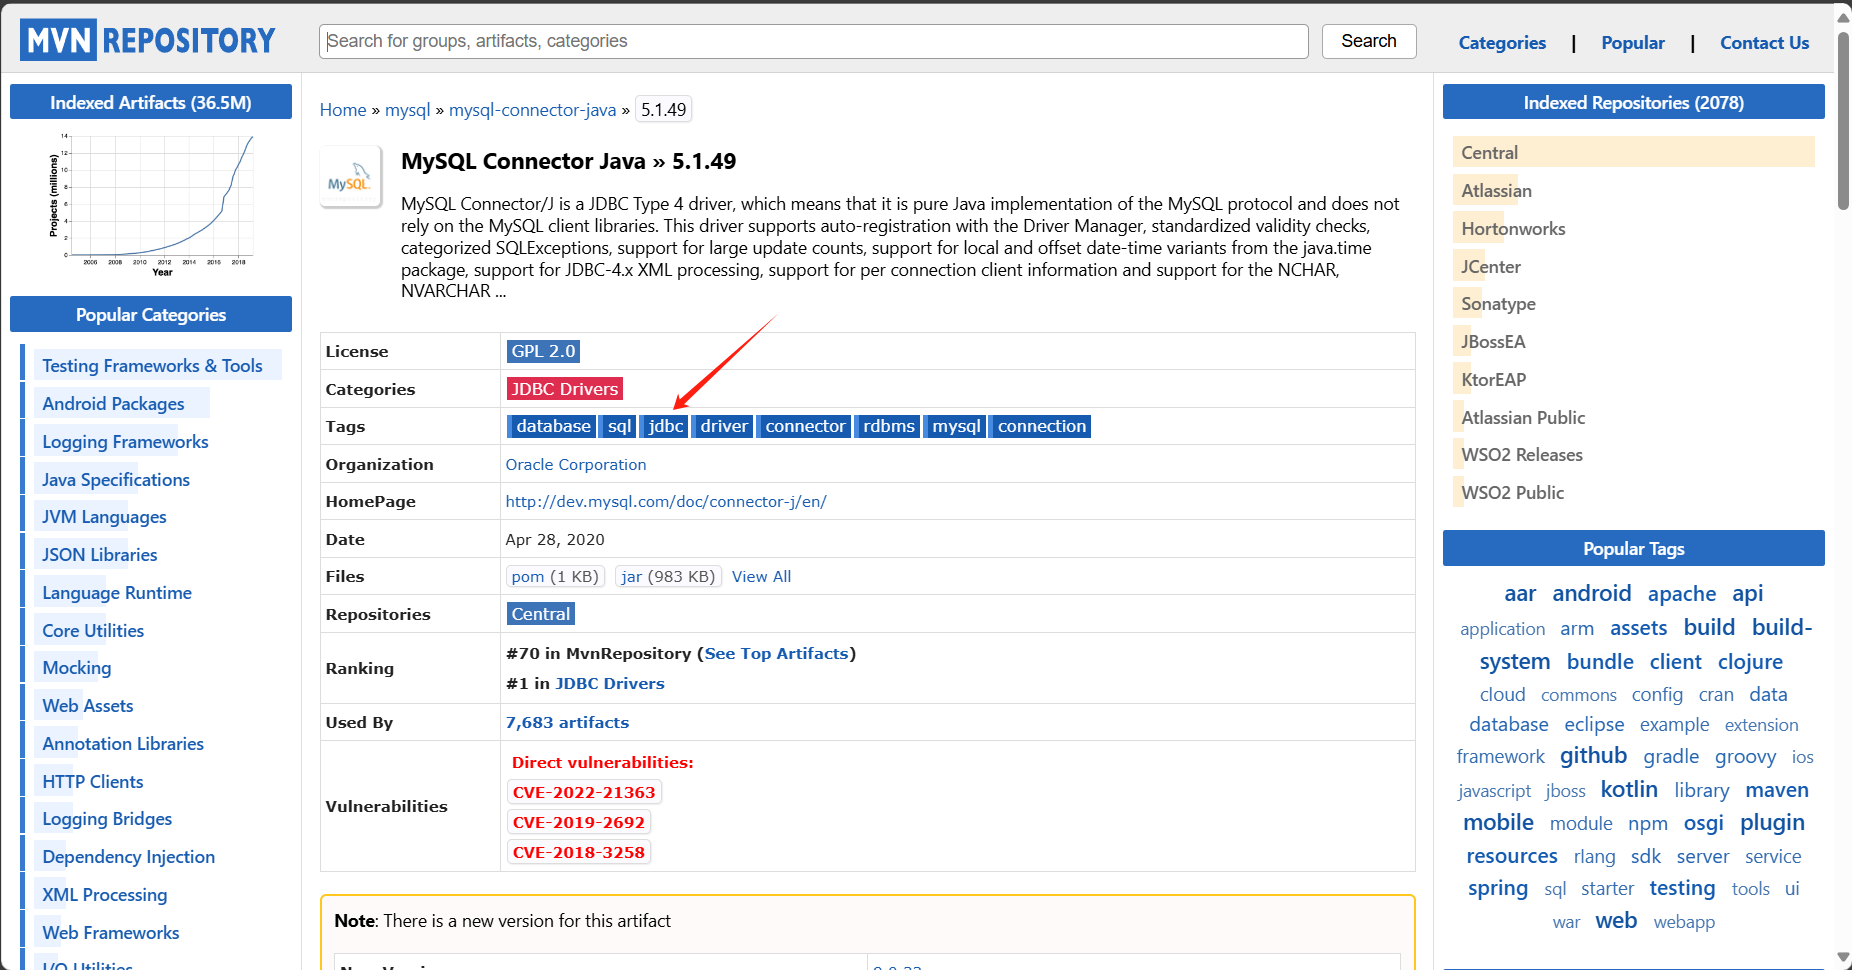 MVN REPOSITORY
Search for groups, artifacts, categories
Search
Categories | Popular | Contact Us
Indexed Artifacts (36.5M)
Projects (millions)
14
12
10
8
6
4
2
0
2006 2008 2010 2012 2014 2016 2018
Year
Popular Categories
Testing Frameworks & Tools
Android Packages
Logging Frameworks
Java Specifications
JVM Languages
JSON Libraries
Language Runtime
Core Utilities
Mocking
Web Assets
Annotation Libraries
HTTP Clients
Logging Bridges
Dependency Injection
XML Processing
Web Frameworks
I/O Utilities
Home » mysql » mysql-connector-java » 5.1.49
MySQL
MySQL Connector Java » 5.1.49
MySQL Connector/J is a JDBC Type 4 driver, which means that it is pure Java implementation of the MySQL protocol and does not
rely on the MySQL client libraries. This driver supports auto-registration with the Driver Manager, standardized validity checks,
categorized SQLExceptions, support for large update counts, support for local and offset date-time variants from the java.time
package, support for JDBC-4.x XML processing, support for per connection client information and support for the NCHAR,
NVARCHAR ...
License GPL 2.0
Categories JDBC Drivers
Tags database sql jdbc driver connector rdbms mysql connection
Organization Oracle Corporation
HomePage http://dev.mysql.com/doc/connector-j/en/
Date Apr 28, 2020
Files pom (1 KB) jar (983 KB) View All
Repositories Central
Ranking
#70 in MvnRepository (See Top Artifacts)
#1 in JDBC Drivers
Used By 7,683 artifacts
Vulnerabilities
Direct vulnerabilities:
CVE-2022-21363
CVE-2019-2692
CVE-2018-3258
Note: There is a new version for this artifact
Indexed Repositories (2078)
Central
Atlassian
Hortonworks
JCenter
Sonatype
JBossEA
KtorEAP
Atlassian Public
WSO2 Releases
WSO2 Public
Popular Tags
aar android apache api
application arm assets build build-
system bundle client clojure
cloud commons config cran data
database eclipse example extension
framework github gradle groovy ios
javascript jboss kotlin library maven
mobile module npm osgi plugin
resources rlang sdk server service
spring sql starter testing tools ui
war web webapp